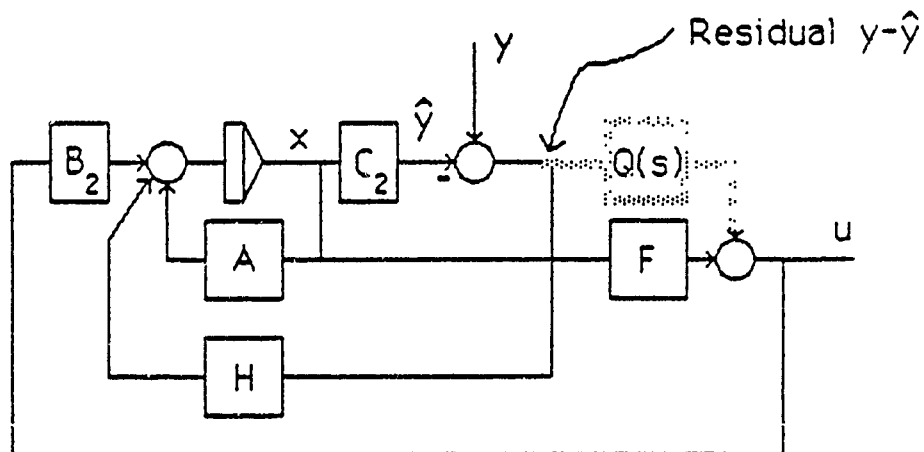 Residual y-ŷ
y
B₂
x
C₂
ŷ
-
Q(s)
-
A
F
u
H